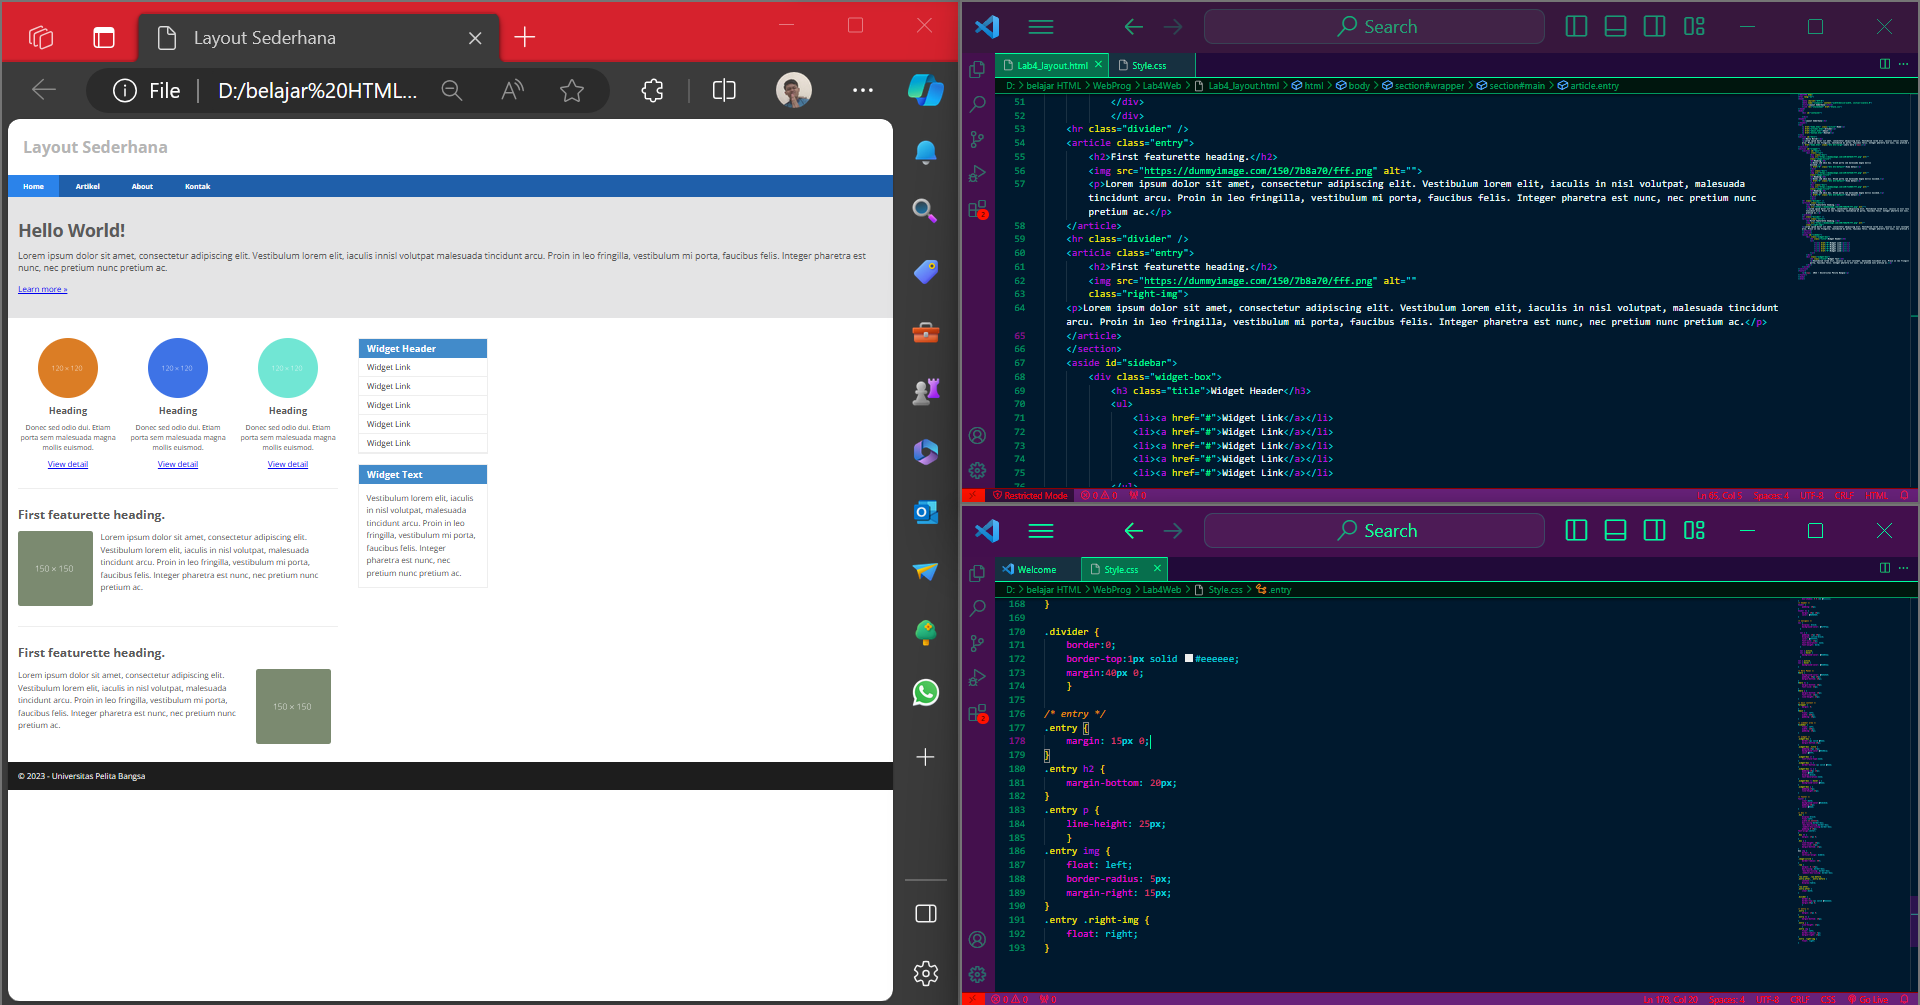 Layout Sederhana
File
D:/belajar%20HTML...
Layout Sederhana
Home Artikel About Kontak
Hello World!
Lorem ipsum dolor sit amet, consectetur adipiscing elit. Vestibulum lorem elit, iaculis innisl volutpat malesuada tincidunt arcu. Proin in leo fringilla, vestibulum mi porta, faucibus felis. Integer pharetra est
nunc, nec pretium nunc pretium ac.
Learn more »
120 × 120
120 × 120
120 × 120
Heading
Heading
Heading
Donec sed odio dui. Etiam
porta sem malesuada magna
mollis euismod.
Donec sed odio dui. Etiam
porta sem malesuada magna
mollis euismod.
Donec sed odio dui. Etiam
porta sem malesuada magna
mollis euismod.
View detail
View detail
View detail
Widget Header
Widget Link
Widget Link
Widget Link
Widget Link
Widget Link
Widget Text
Vestibulum lorem elit, iaculis
in nisl volutpat, malesuada
tincidunt arcu. Proin in leo
fringilla, vestibulum mi porta,
faucibus felis. Integer
pharetra est nunc, nec
pretium nunc pretium ac.
First featurette heading.
150 × 150
Lorem ipsum dolor sit amet, consectetur adipiscing elit.
Vestibulum lorem elit, iaculis in nisl volutpat, malesuada
tincidunt arcu. Proin in leo fringilla, vestibulum mi porta,
faucibus felis. Integer pharetra est nunc, nec pretium nunc
pretium ac.
First featurette heading.
Lorem ipsum dolor sit amet, consectetur adipiscing elit.
Vestibulum lorem elit, iaculis in nisl volutpat, malesuada
tincidunt arcu. Proin in leo fringilla, vestibulum mi porta,
faucibus felis. Integer pharetra est nunc, nec pretium nunc
pretium ac.
150 × 150
© 2023 - Universitas Pelita Bangsa
Search
Lab4_layout.html Style.css
D: > belajar HTML > WebProg > Lab4Web > Lab4_layout.html > html > body > section#wrapper > section#main > article.entry
51 </div>
52 </div>
53 <hr class="divider" />
54 <article class="entry">
55 <h2>First featurette heading.</h2>
56 <img src="https://dummyimage.com/150/7b8a70/fff.png" alt="">
57 <p>Lorem ipsum dolor sit amet, consectetur adipiscing elit. Vestibulum lorem elit, iaculis in nisl volutpat, malesuada
tincidunt arcu. Proin in leo fringilla, vestibulum mi porta, faucibus felis. Integer pharetra est nunc, nec pretium nunc
pretium ac.</p>
58 </article>
59 <hr class="divider" />
60 <article class="entry">
61 <h2>First featurette heading.</h2>
62 <img src="https://dummyimage.com/150/7b8a70/fff.png" alt=""
63 class="right-img">
64 <p>Lorem ipsum dolor sit amet, consectetur adipiscing elit. Vestibulum lorem elit, iaculis in nisl volutpat, malesuada tincidunt
arcu. Proin in leo fringilla, vestibulum mi porta, faucibus felis. Integer pharetra est nunc, nec pretium nunc pretium ac.</p>
65 </article>
66 </section>
67 <aside id="sidebar">
68 <div class="widget-box">
69 <h3 class="title">Widget Header</h3>
70 <ul>
71 <li><a href="#">Widget Link</a></li>
72 <li><a href="#">Widget Link</a></li>
73 <li><a href="#">Widget Link</a></li>
74 <li><a href="#">Widget Link</a></li>
75 <li><a href="#">Widget Link</a></li>
76 </ul>
2
Restricted Mode 0 0 0 Ln 65, Col 5 Spaces: 4 UTF-8 CRLF HTML
Search
Welcome Style.css
D: > belajar HTML > WebProg > Lab4Web > Style.css > .entry
168 }
169
170 .divider {
171 border:0;
172 border-top:1px solid #eeeeee;
173 margin:40px 0;
174 }
175
176 /* entry */
177 .entry {
178 margin: 15px 0;
179 }
180 .entry h2 {
181 margin-bottom: 20px;
182 }
183 .entry p {
184 line-height: 25px;
185 }
186 .entry img {
187 float: left;
188 border-radius: 5px;
189 margin-right: 15px;
190 }
191 .entry .right-img {
192 float: right;
193 }
2
0 0 0 Ln 178, Col 20 Spaces: 4 UTF-8 CRLF CSS Go Live